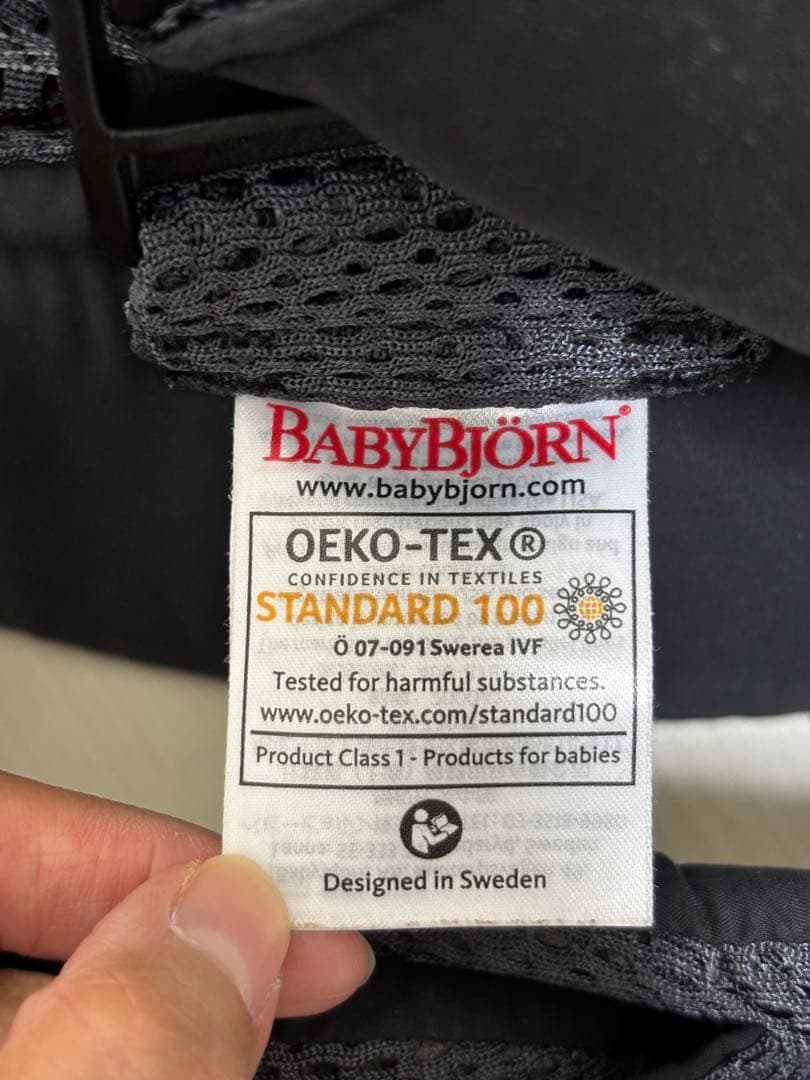 BABYBJÖRN®
www.babybjorn.com
OEKO-TEX®
CONFIDENCE IN TEXTILES
STANDARD 100
Ö 07-091 Swerea IVF
Tested for harmful substances.
www.oeko-tex.com/standard100
Product Class 1 - Products for babies
Designed in Sweden